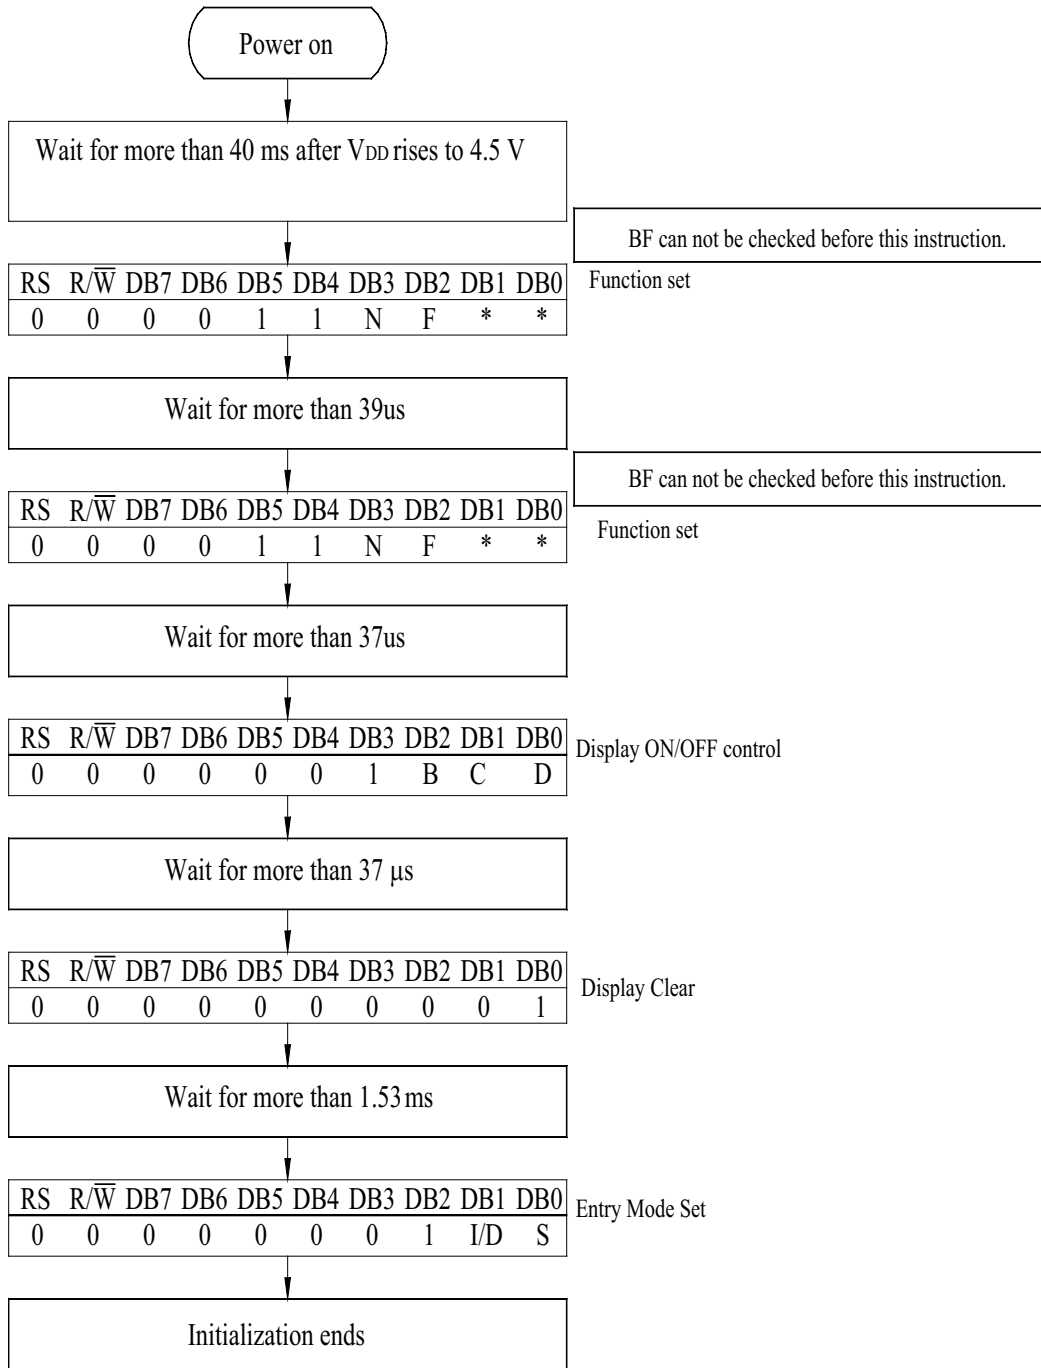 Power on
Wait for more than 40 ms after VDD rises to 4.5 V
BF can not be checked before this instruction.
RS R/W̅ DB7 DB6 DB5 DB4 DB3 DB2 DB1 DB0
Function set
0 0 0 0 1 1 N F * *
Wait for more than 39us
BF can not be checked before this instruction.
RS R/W̅ DB7 DB6 DB5 DB4 DB3 DB2 DB1 DB0
Function set
0 0 0 0 1 1 N F * *
Wait for more than 37us
RS R/W̅ DB7 DB6 DB5 DB4 DB3 DB2 DB1 DB0
Display ON/OFF control
0 0 0 0 0 0 1 B C D
Wait for more than 37 μs
RS R/W̅ DB7 DB6 DB5 DB4 DB3 DB2 DB1 DB0
Display Clear
0 0 0 0 0 0 0 0 0 1
Wait for more than 1.53ms
RS R/W̅ DB7 DB6 DB5 DB4 DB3 DB2 DB1 DB0
Entry Mode Set
0 0 0 0 0 0 0 1 I/D S
Initialization ends